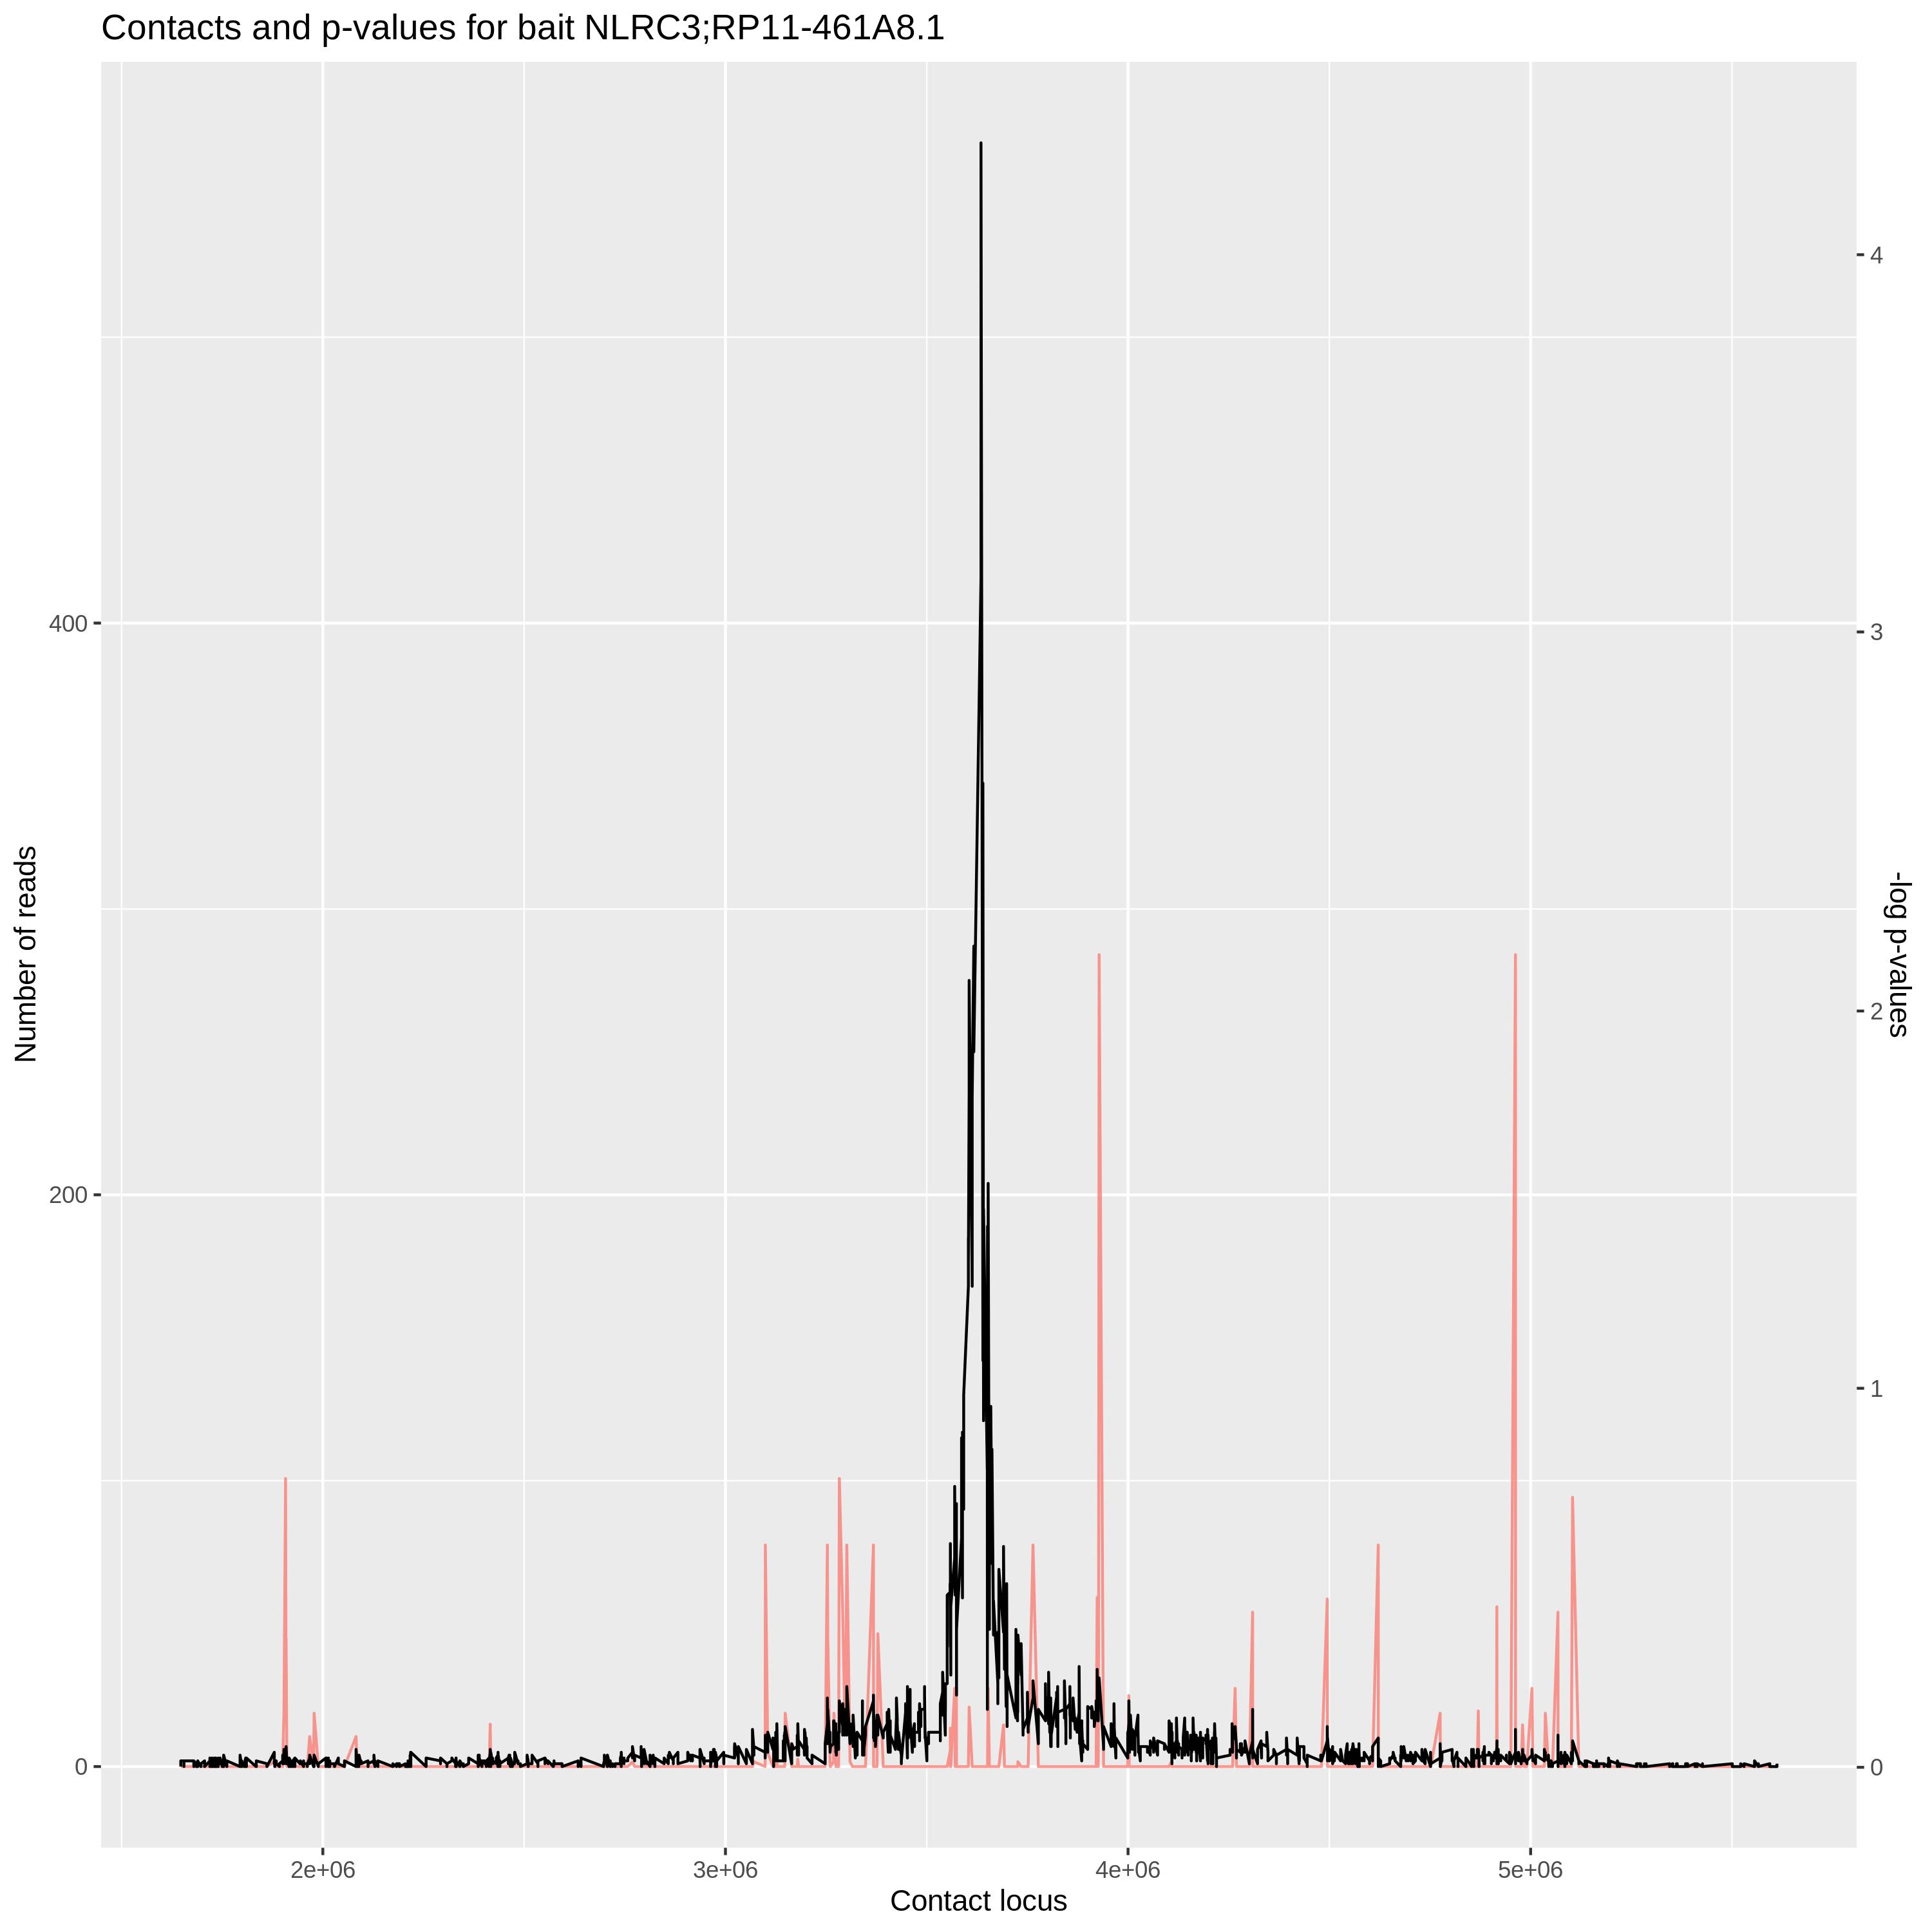 Contacts and p-values for bait NLRC3;RP11-461A8.1
Number of reads
400
200
0
4
3
2
1
0
-log p-values
2e+06
3e+06
4e+06
5e+06
Contact locus